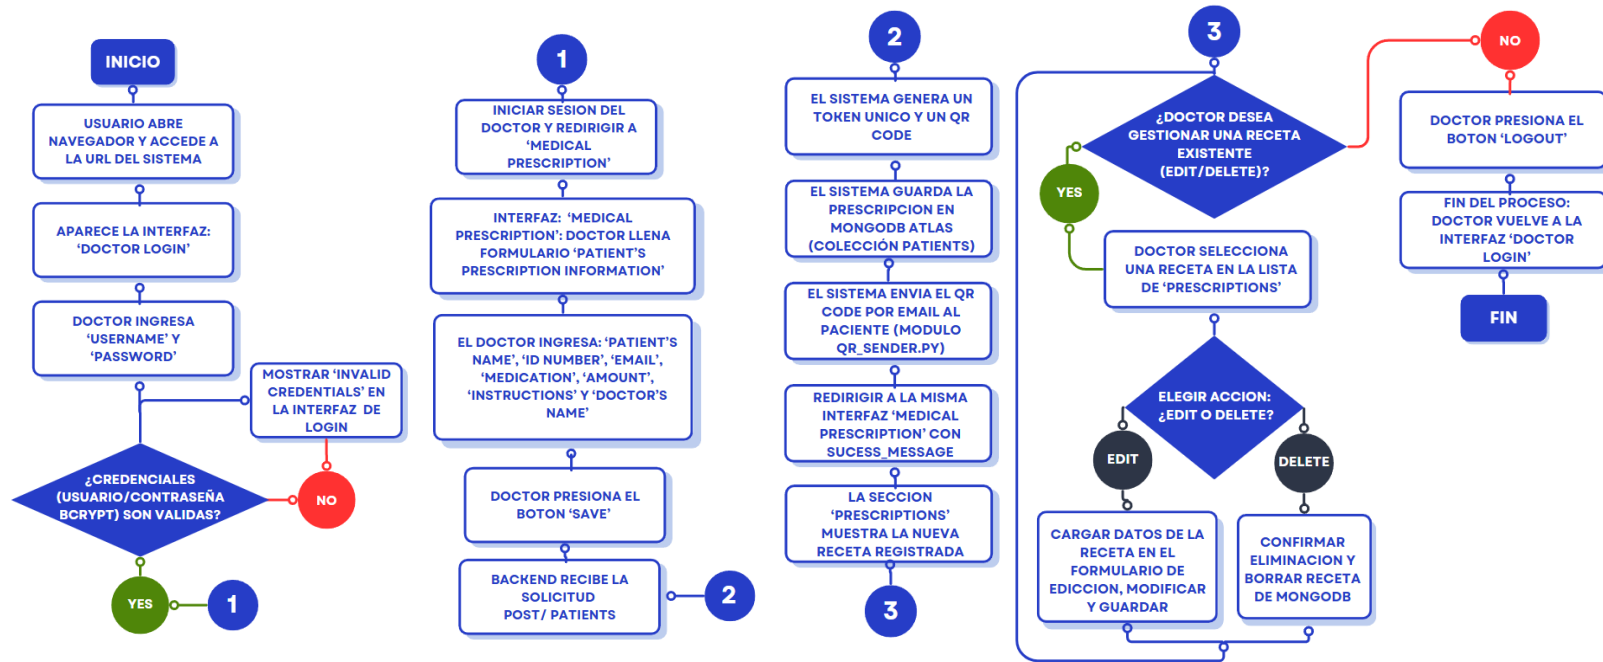 INICIO
USUARIO ABRE
NAVEGADOR Y ACCEDE A
LA URL DEL SISTEMA
APARECE LA INTERFAZ:
‘DOCTOR LOGIN’
DOCTOR INGRESA
‘USERNAME’ Y
‘PASSWORD’
MOSTRAR ‘INVALID
CREDENTIALS’ EN
LA INTERFAZ DE
LOGIN
¿CREDENCIALES
(USUARIO/CONTRASEÑA
BCRYPT) SON VALIDAS?
NO
YES
1
1
INICIAR SESION DEL
DOCTOR Y REDIRIGIR A
‘MEDICAL
PRESCRIPTION’
INTERFAZ: ‘MEDICAL
PRESCRIPTION’: DOCTOR LLENA
FORMULARIO ‘PATIENT’S
PRESCRIPTION INFORMATION’
EL DOCTOR INGRESA: ‘PATIENT’S
NAME’, ‘ID NUMBER’, ‘EMAIL’,
‘MEDICATION’, ‘AMOUNT’,
‘INSTRUCTIONS’ Y ‘DOCTOR’S
NAME’
DOCTOR PRESIONA EL
BOTON ‘SAVE’
BACKEND RECIBE LA
SOLICITUD
POST/ PATIENTS
2
2
EL SISTEMA GENERA UN
TOKEN UNICO Y UN QR
CODE
EL SISTEMA GUARDA LA
PRESCRIPCION EN
MONGODB ATLAS
(COLECCIÓN PATIENTS)
EL SISTEMA ENVIA EL QR
CODE POR EMAIL AL
PACIENTE (MODULO
QR_SENDER.PY)
REDIRIGIR A LA MISMA
INTERFAZ ‘MEDICAL
PRESCRIPTION’ CON
SUCESS_MESSAGE
LA SECCION
‘PRESCRIPTIONS’
MUESTRA LA NUEVA
RECETA REGISTRADA
3
3
¿DOCTOR DESEA
GESTIONAR UNA RECETA
EXISTENTE
(EDIT/DELETE)?
YES
DOCTOR SELECCIONA
UNA RECETA EN LA LISTA
DE ‘PRESCRIPTIONS’
ELEGIR ACCION:
¿EDIT O DELETE?
EDIT
DELETE
CARGAR DATOS DE LA
RECETA EN EL
FORMULARIO DE
EDICCION, MODIFICAR
Y GUARDAR
CONFIRMAR
ELIMINACION Y
BORRAR RECETA
DE MONGODB
NO
DOCTOR PRESIONA EL
BOTON ‘LOGOUT’
FIN DEL PROCESO:
DOCTOR VUELVE A LA
INTERFAZ ‘DOCTOR
LOGIN’
FIN